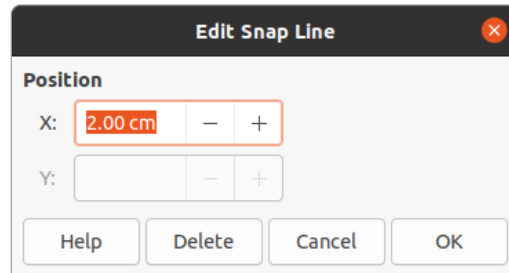 Edit Snap Line
Position
X: 2.00 cm − +
Y: − +
Help Delete Cancel OK